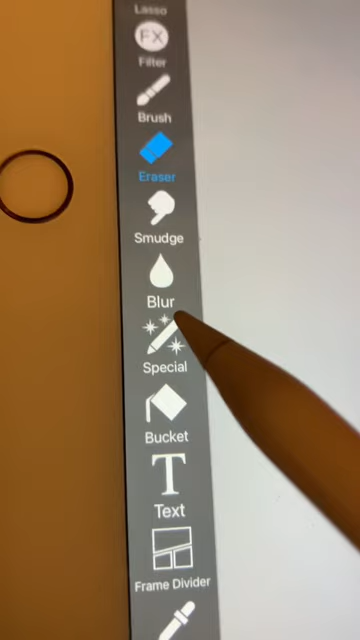 Lasso
FX
Filter
Brush
Eraser
Smudge
Blur
Special
Bucket
T
Text
Frame Divider